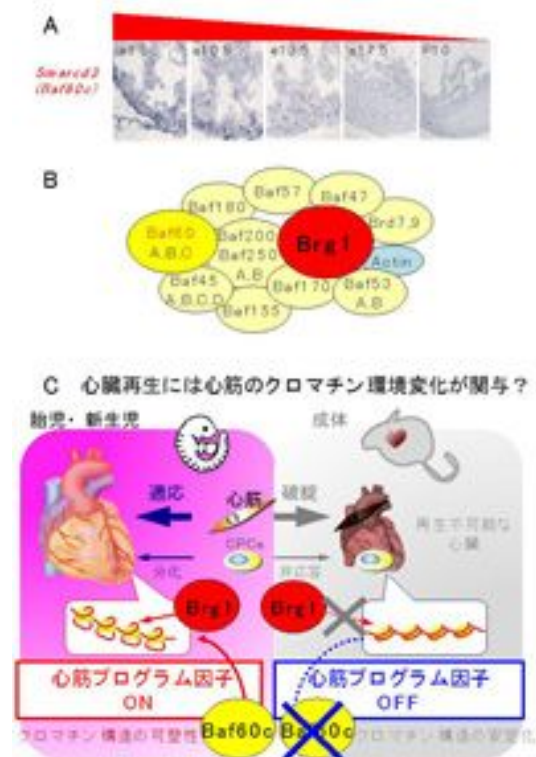 A
e10.5
P10
Smarcd3
(Baf60c)
B
Baf57
Baf47
Baf180
Brd7,9
Baf60
A,B,C
Baf200
Brg1
Baf250
A,B
Actin
Baf45
A,B,C,D
Baf170
Baf53
A,B
Baf155
C 心臓再生には心筋のクロマチン環境変化が関与？
胎児・新生児
成体
適応
心筋
破綻
CPCs
再生不可能な
心臓
分化
Brg1
Brg1
心筋プログラム因子
ON
心筋プログラム因子
OFF
Baf60c
Baf60c
クロマチン構造の可塑性
クロマチン構造の安定化